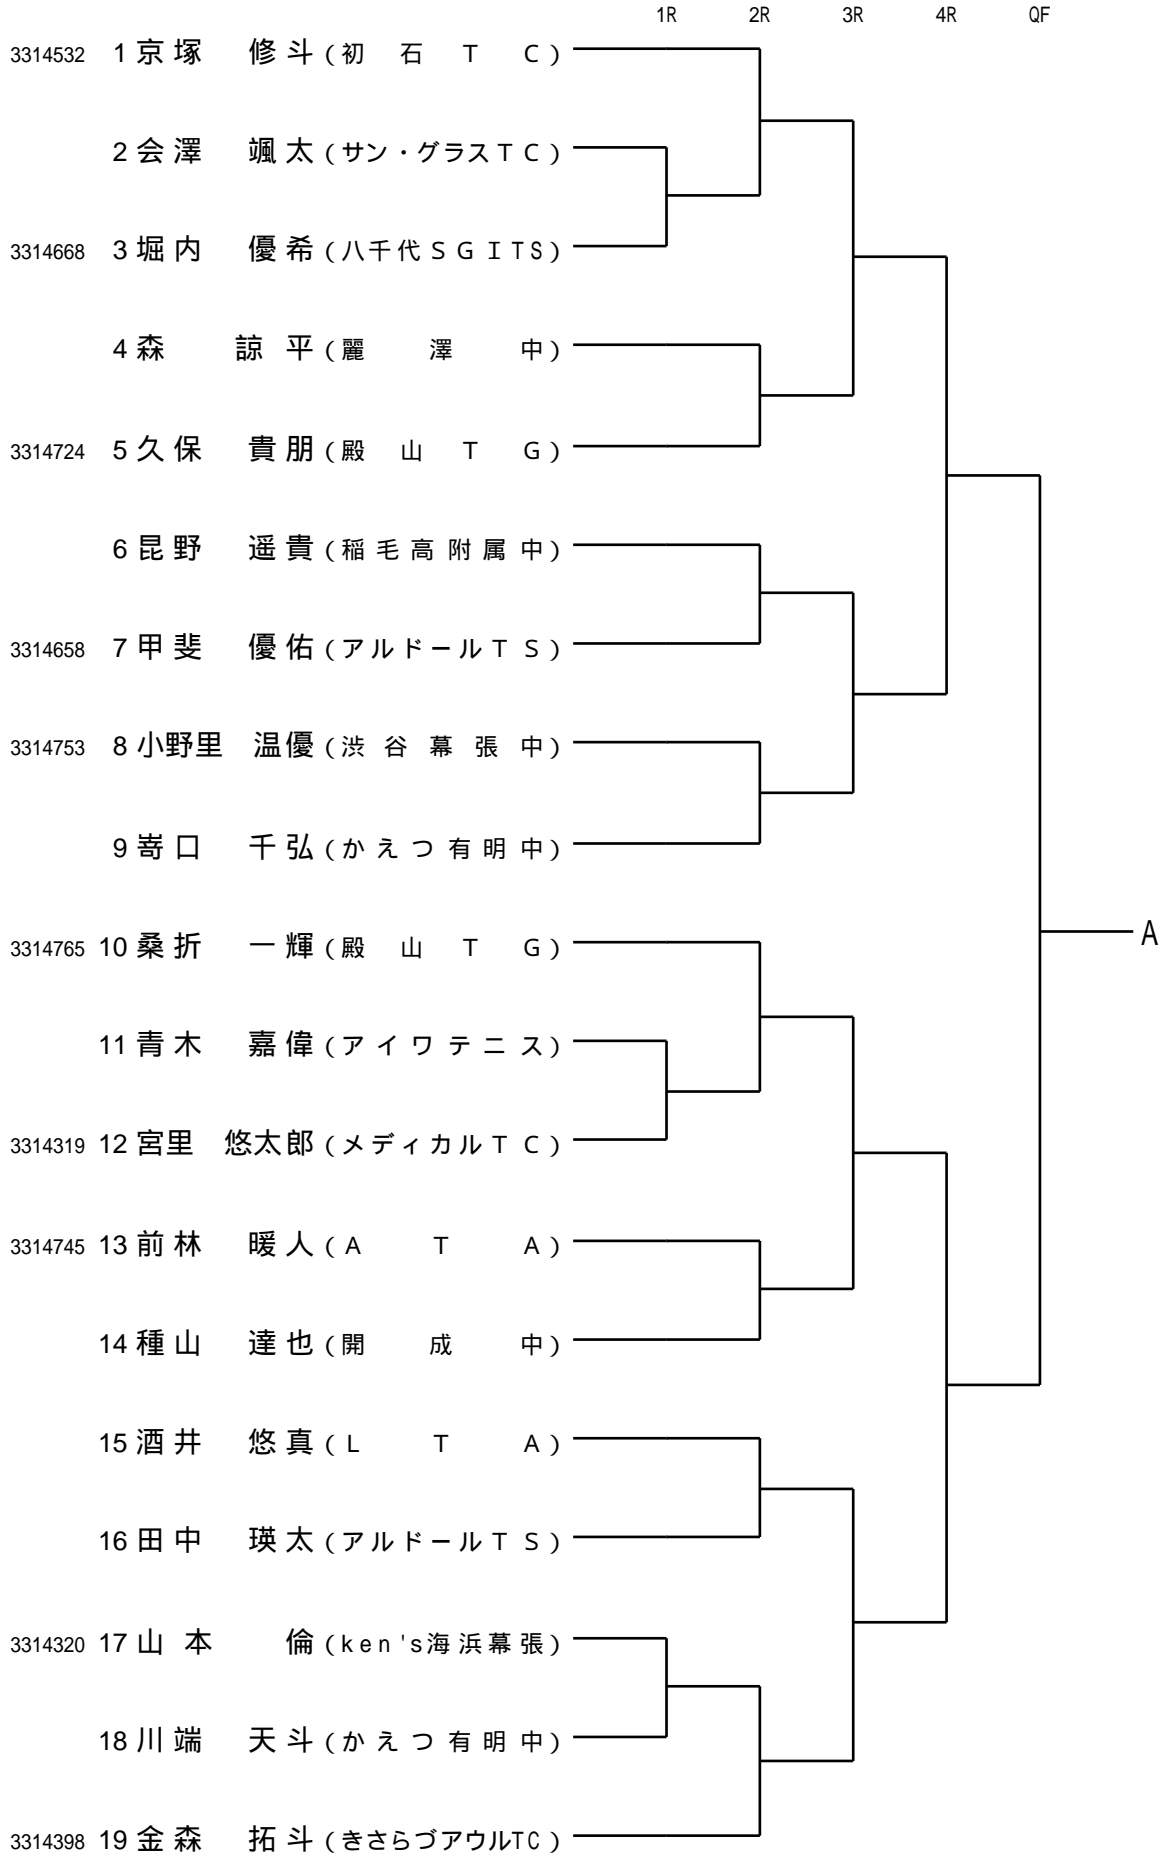 1R 2R 3R 4R QF
3314532 1 京塚 修斗 (初石TC)
2 会澤 颯太 (サン・グラスTC)
3314668 3 堀内 優希 (八千代SGITS)
4 森 諒平 (麗澤中)
3314724 5 久保 貴朋 (殿山TG)
6 昆野 遥貴 (稲毛高附属中)
3314658 7 甲斐 優佑 (アルドールTS)
3314753 8 小野里 温優 (渋谷幕張中)
9 嵜口 千弘 (かえつ有明中)
A
3314765 10 桑折 一輝 (殿山TG)
11 青木 嘉偉 (アイワテニス)
3314319 12 宮里 悠太郎 (メディカルTC)
3314745 13 前林 暖人 (ATA)
14 種山 達也 (開成中)
15 酒井 悠真 (LTA)
16 田中 瑛太 (アルドールTS)
3314320 17 山本 倫 (ken's海浜幕張)
18 川端 天斗 (かえつ有明中)
3314398 19 金森 拓斗 (きさらづアウルTC)